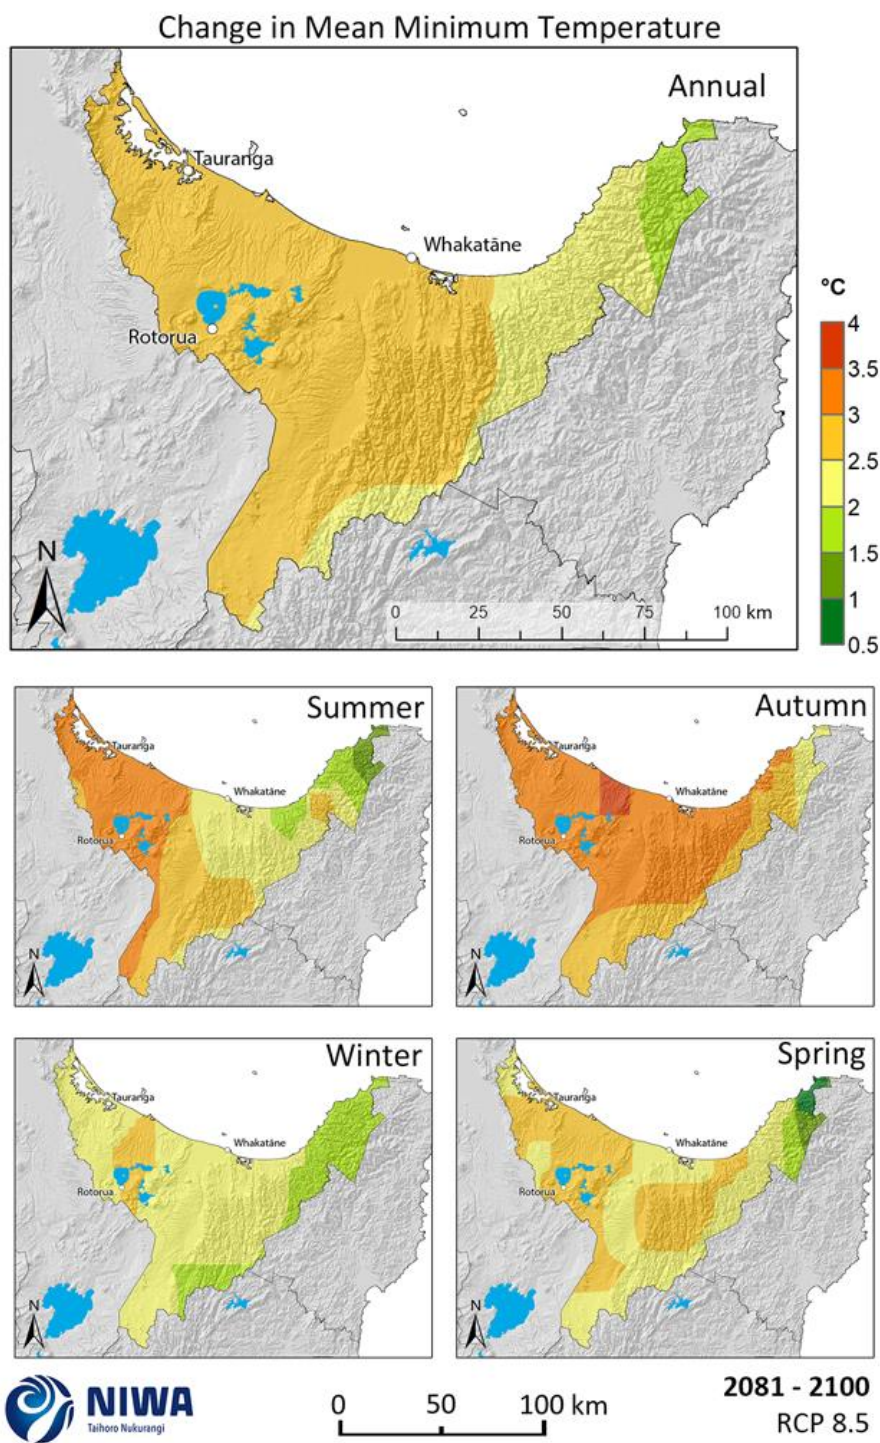 Change in Mean Minimum Temperature
Annual
Tauranga
Whakatāne
Rotorua
°C
4
3.5
3
2.5
2
1.5
1
0.5
N
0 25 50 75 100 km
Summer
Tauranga
Whakatāne
Rotorua
N
Autumn
Tauranga
Whakatāne
Rotorua
N
Winter
Tauranga
Whakatāne
Rotorua
N
Spring
Tauranga
Whakatāne
Rotorua
N
NIWA
Taihoro Nukurangi
0 50 100 km
2081 - 2100
RCP 8.5